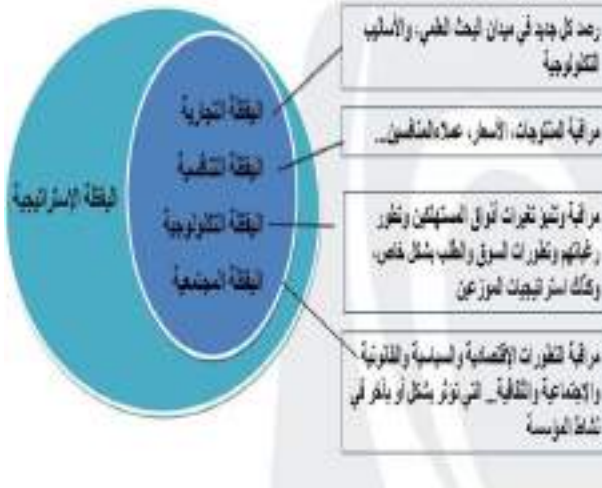 رصد كل جديد في ميدان البحث العلمي، والأساليب
التكنولوجية
اليقظة التجارية
مراقبة المنتوجات، الأسعار، عملاء المنافسين...
اليقظة التنافسية
اليقظة الإستراتيجية
مراقبة وتنبؤ تغيرات أذواق المستهلكين وتطور
رغباتهم وتطورات السوق والطلب بشكل خاص،
وكذلك استراتيجيات الموزعين
اليقظة التكنولوجية
اليقظة المجتمعية
مراقبة التطورات الإقتصادية والسياسية والقانونية
والإجتماعية والثقافية... التي تؤثر بشكل أو بآخر في
نشاط المؤسسة